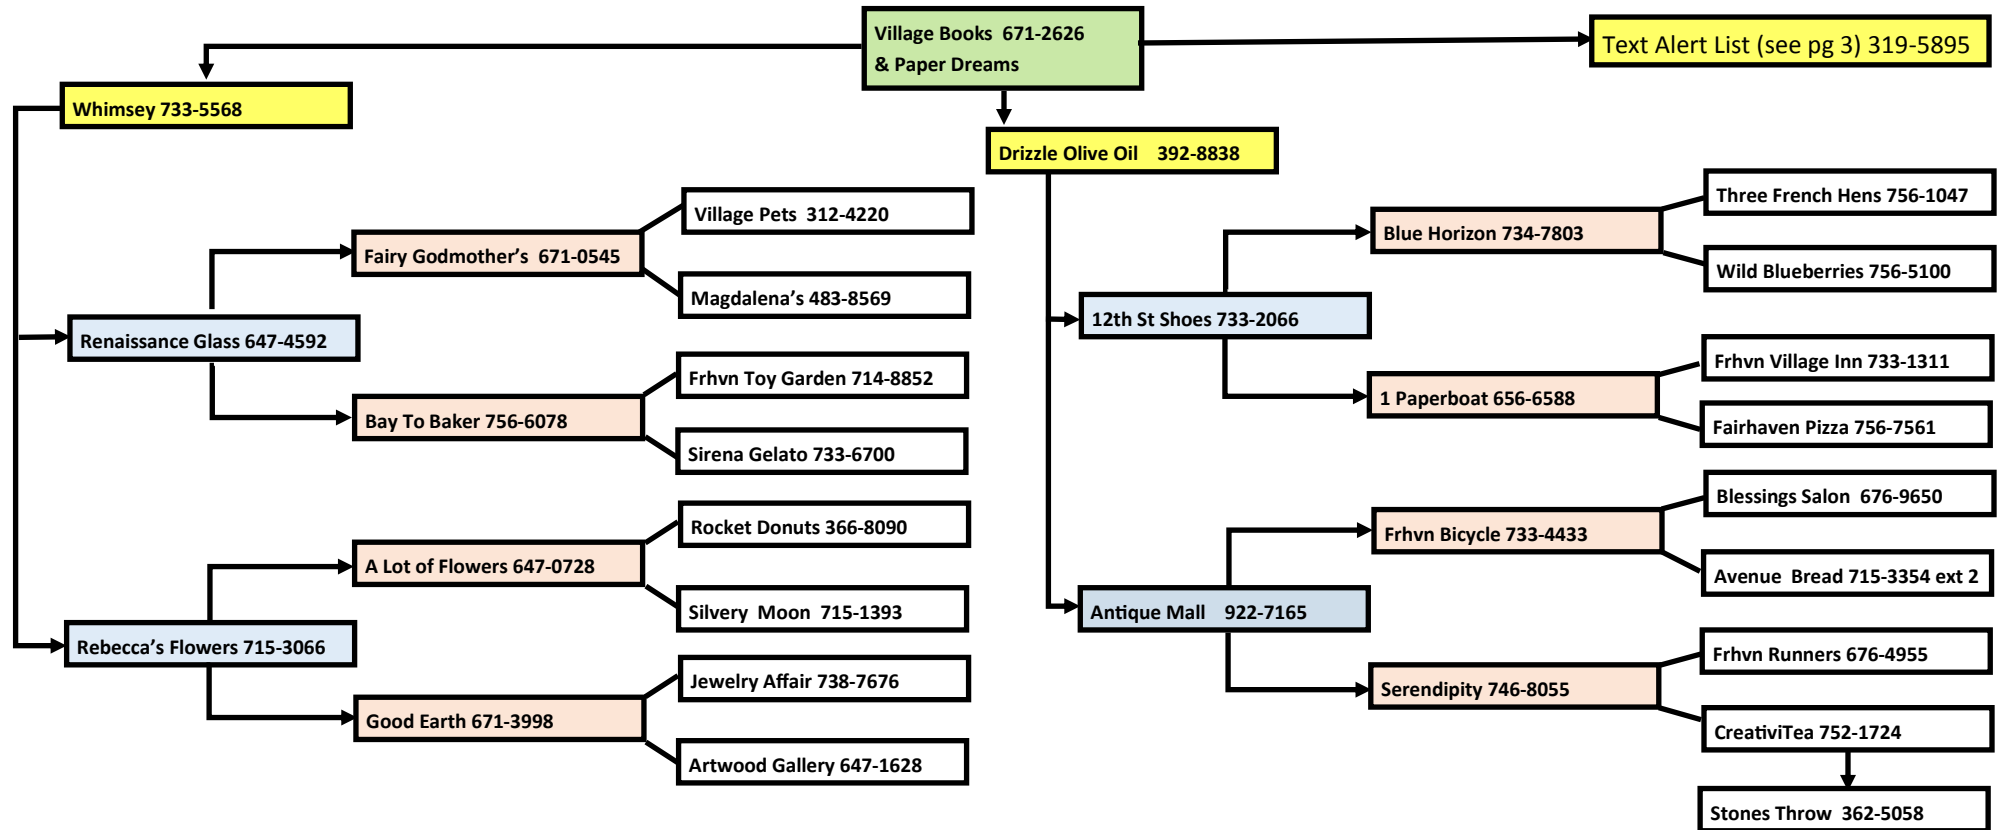 Village Books 671-2626
& Paper Dreams
Text Alert List (see pg 3) 319-5895
Whimsey 733-5568
Drizzle Olive Oil 392-8838
Renaissance Glass 647-4592
Fairy Godmother’s 671-0545
Village Pets 312-4220
Magdalena’s 483-8569
Bay To Baker 756-6078
Frhvn Toy Garden 714-8852
Sirena Gelato 733-6700
Rebecca’s Flowers 715-3066
A Lot of Flowers 647-0728
Rocket Donuts 366-8090
Silvery Moon 715-1393
Good Earth 671-3998
Jewelry Affair 738-7676
Artwood Gallery 647-1628
12th St Shoes 733-2066
Blue Horizon 734-7803
Three French Hens 756-1047
Wild Blueberries 756-5100
1 Paperboat 656-6588
Frhvn Village Inn 733-1311
Fairhaven Pizza 756-7561
Antique Mall 922-7165
Frhvn Bicycle 733-4433
Blessings Salon 676-9650
Avenue Bread 715-3354 ext 2
Serendipity 746-8055
Frhvn Runners 676-4955
CreativiTea 752-1724
Stones Throw 362-5058